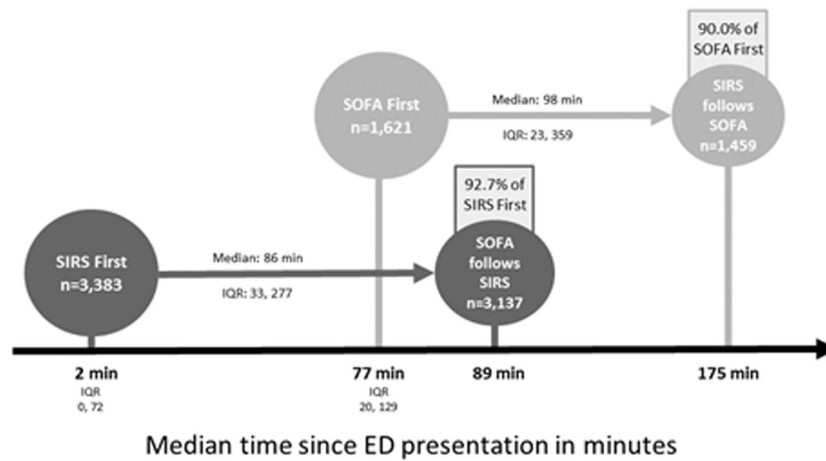 90.0% of
SOFA First
SOFA First
n=1,621
Median: 98 min
IQR: 23, 359
SIRS
follows
SOFA
n=1,459
92.7% of
SIRS First
SIRS First
n=3,383
Median: 86 min
IQR: 33, 277
SOFA
follows
SIRS
n=3,137
2 min
IQR
0, 72
77 min
IQR
20, 129
89 min
175 min
Median time since ED presentation in minutes